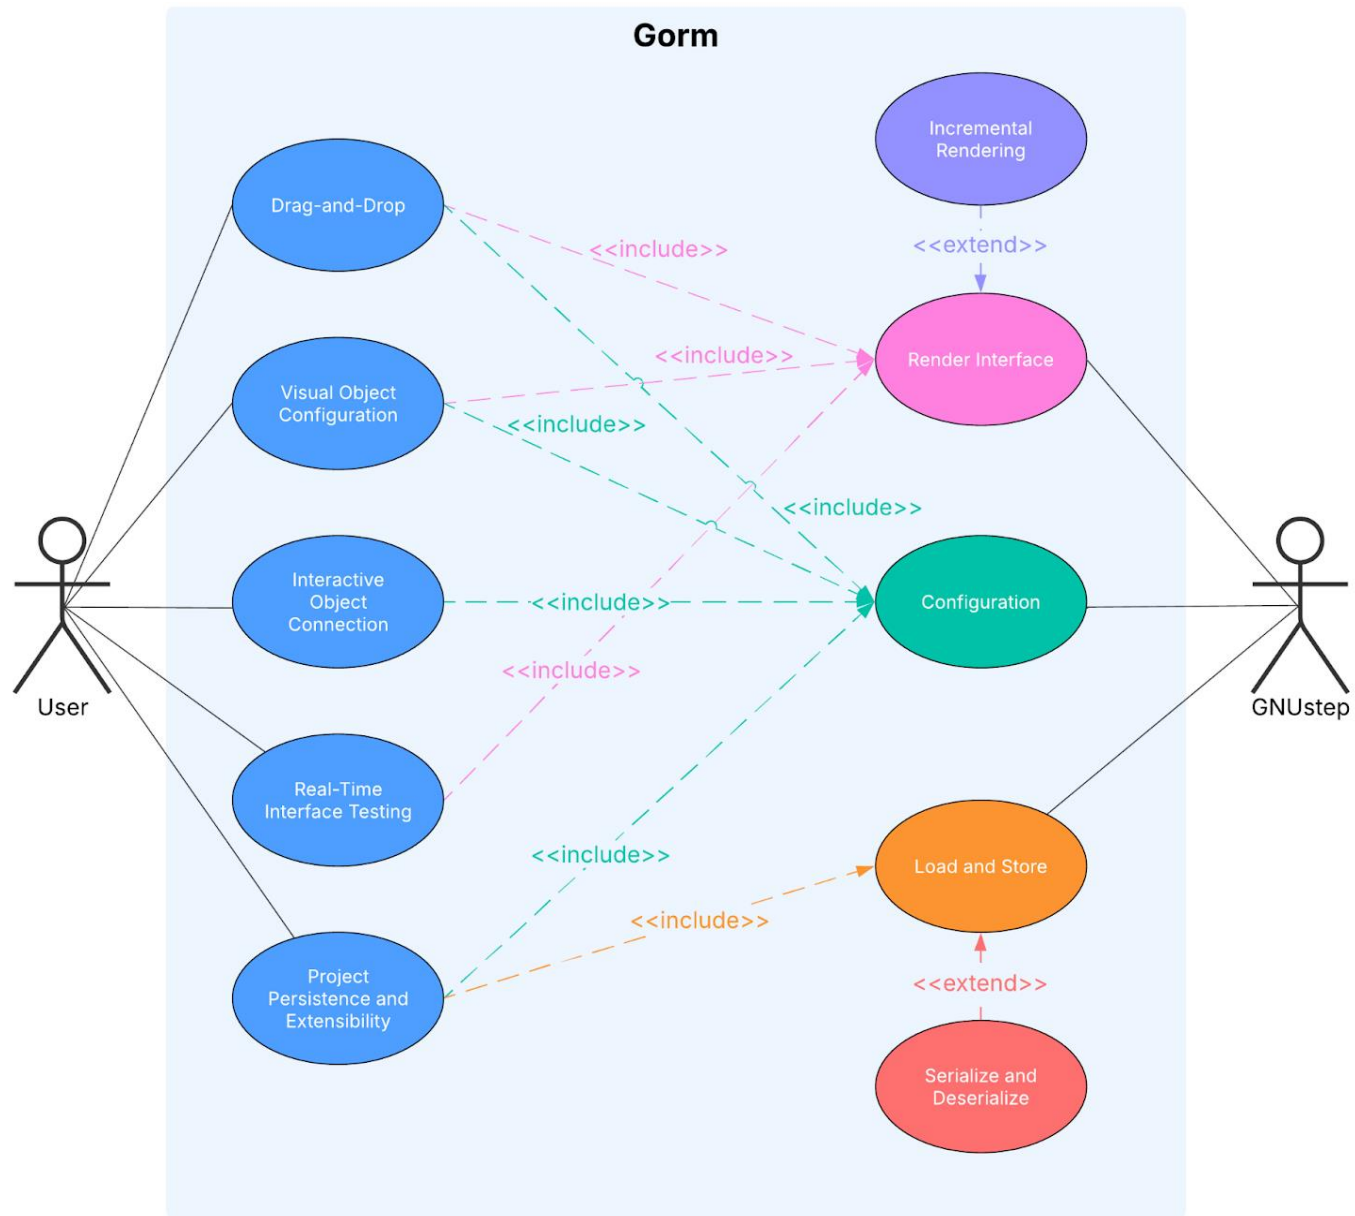 Gorm
Incremental
Rendering
Drag-and-Drop
<<include>>
<<extend>>
<<include>>
Render Interface
Visual Object
Configuration
<<include>>
<<include>>
Interactive
Object
Connection
<<include>>
Configuration
<<include>>
User
GNUstep
Real-Time
Interface Testing
<<include>>
Load and Store
<<include>>
Project
Persistence and
Extensibility
<<extend>>
Serialize and
Deserialize